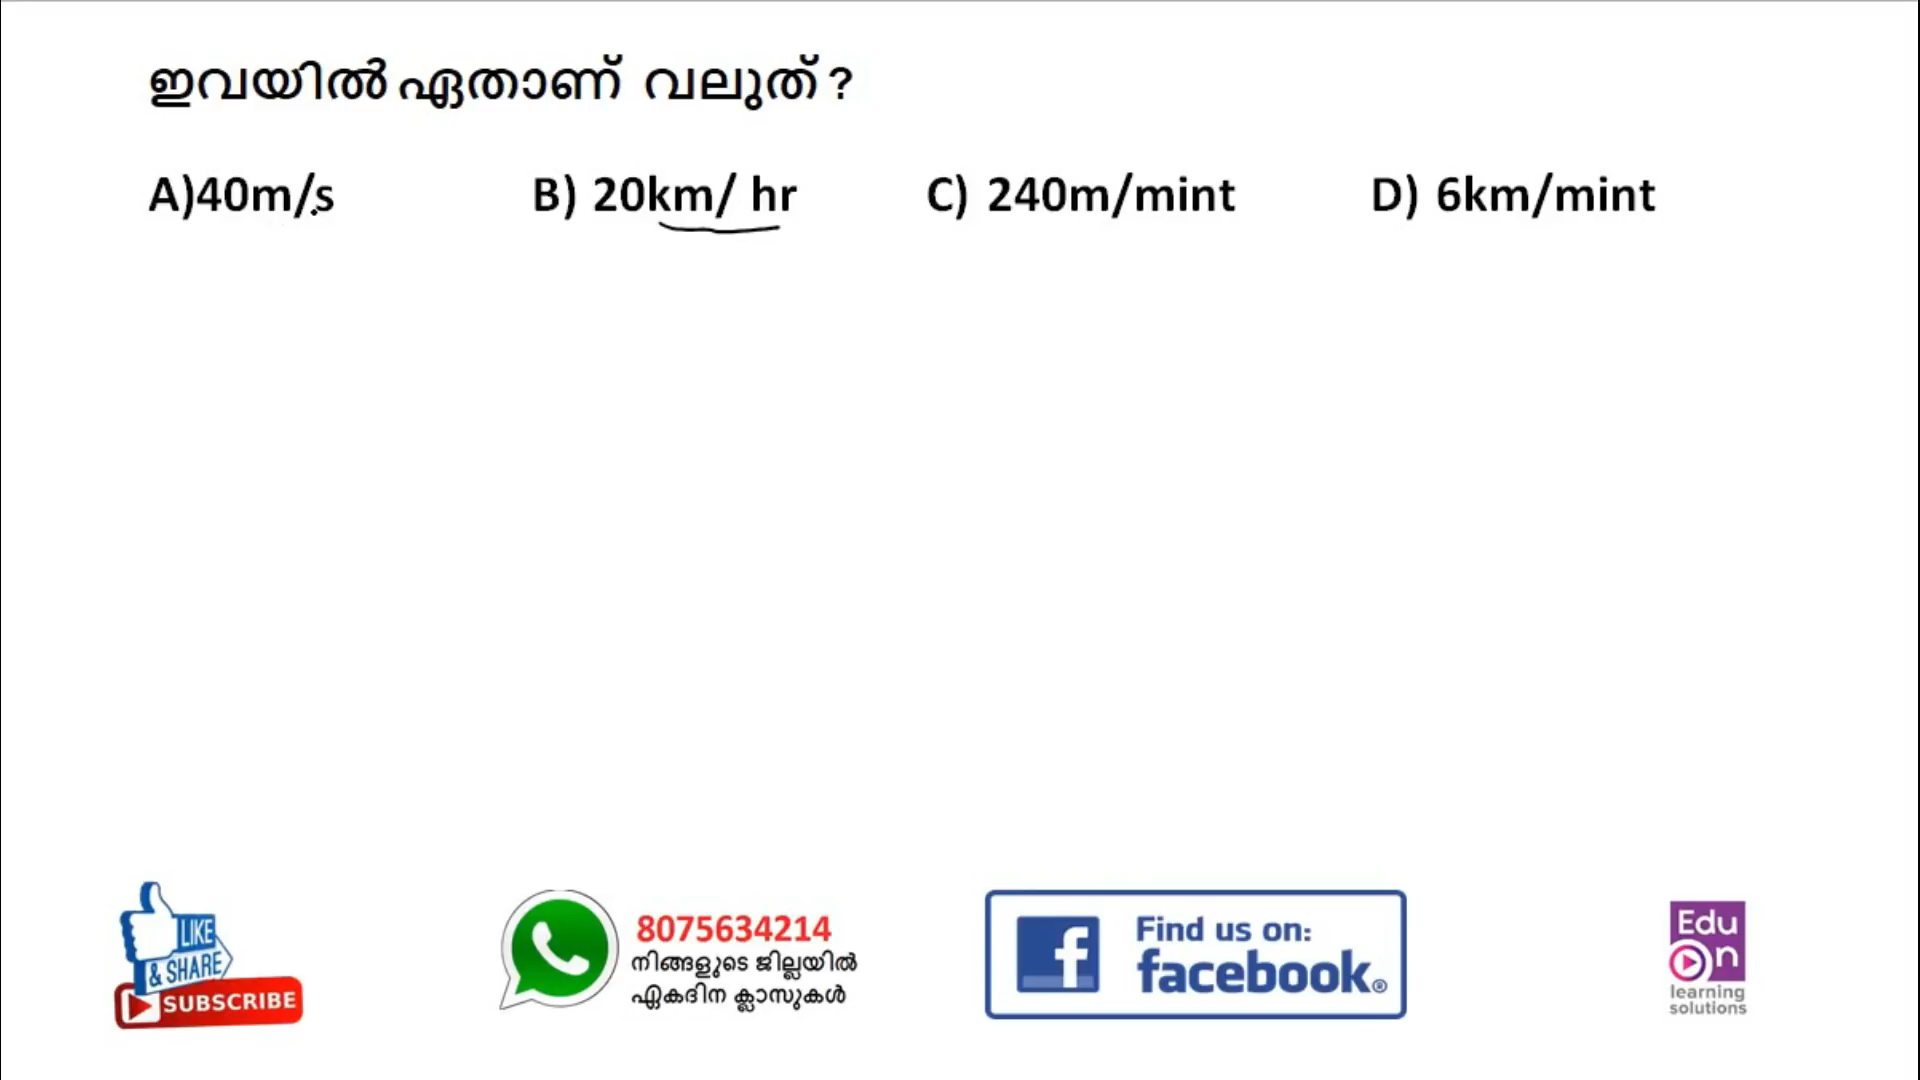 ഇവയിൽ ഏതാണ് വലുത് ?
A)40m/s B) 20km/ hr C) 240m/mint D) 6km/mint
LIKE
& SHARE
SUBSCRIBE
8075634214
നിങ്ങളുടെ ജില്ലയിൽ
ഏകദിന ക്ലാസുകൾ
Find us on:
facebook®
Edu
On
learning
solutions